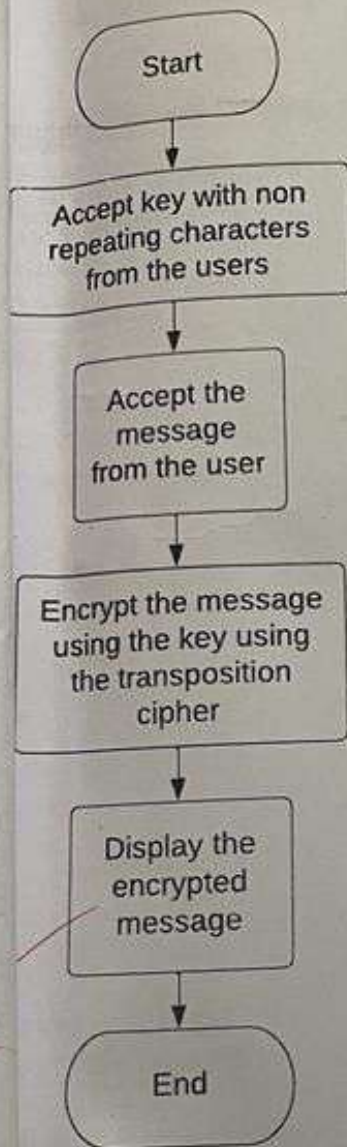 Start
Accept key with non
repeating characters
from the users
Accept the
message
from the user
Encrypt the message
using the key using
the transposition
cipher
Display the
encrypted
message
End